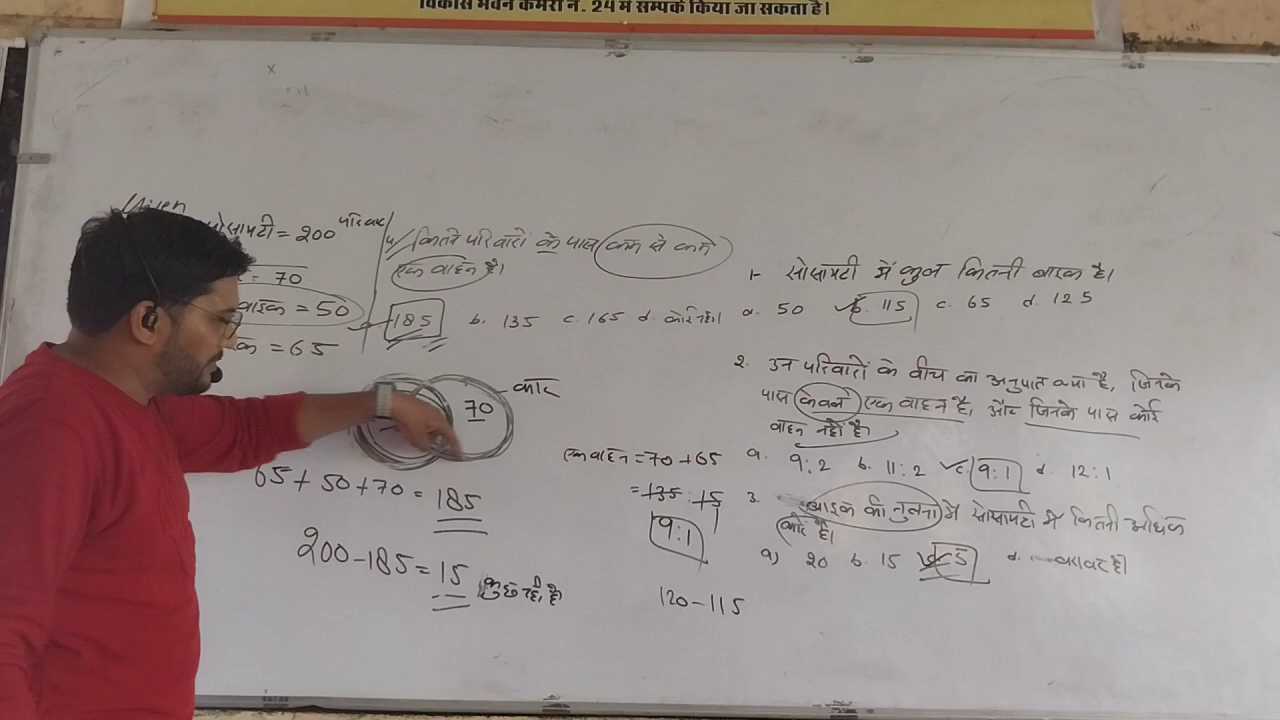 विकास भवन कमरा नं. 24 में सम्पर्क किया जा सकता है।
Given
= 200 परिवार
= 70
बाइक = 50
क = 65
4/ कितने परिवारों के पास कम से कम
एक वाहन है।
185 b. 135 c. 165 d. कोई नहीं।
कार
70
65+50+70 = 185
200-185 = 15 कुछ नहीं है
एक वाहन = 70+65
= 135 : 15
9:1
120-115
1- सोसायटी में कुल कितनी बाइक है।
a. 50 b. 115 c. 65 d. 125
2. उन परिवारों के बीच का अनुपात क्या है, जिनके
पास केवल एक वाहन है, और जिनके पास कोई
वाहन नहीं है।
a. 9:2 b. 11:2 c. 9:1 d. 12:1
3. बाइक की तुलना में सोसायटी में कितनी अधिक
कार है।
a) 20 b. 15 c. 5 d. बराबर है।